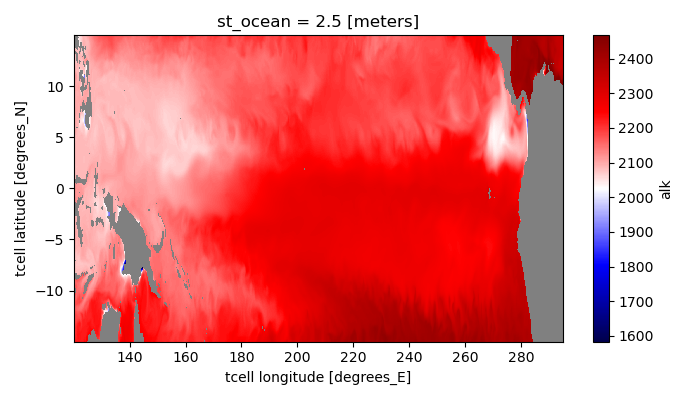 st_ocean = 2.5 [meters]
10
5
0
−5
−10
tcell latitude [degrees_N]
140 160 180 200 220 240 260 280
tcell longitude [degrees_E]
2400
2300
2200
2100
2000
1900
1800
1700
1600
alk